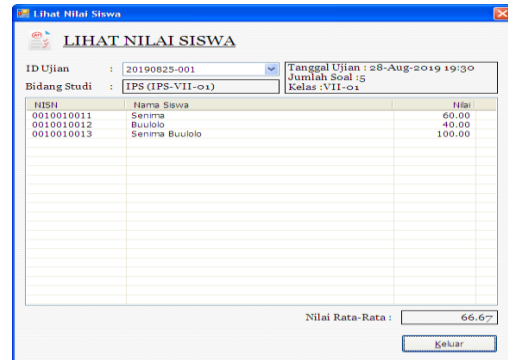 Lihat Nilai Siswa
LIHAT NILAI SISWA
ID Ujian : 20190825-001
Tanggal Ujian : 28-Aug-2019 19:30
Jumlah Soal :5
Bidang Studi : IPS (IPS-VII-01)
Kelas :VII-01
NISN Nama Siswa Nilai
0010010011 Senima 60.00
0010010012 Buulolo 40.00
0010010013 Senima Buulolo 100.00
Nilai Rata-Rata : 66.67
Keluar